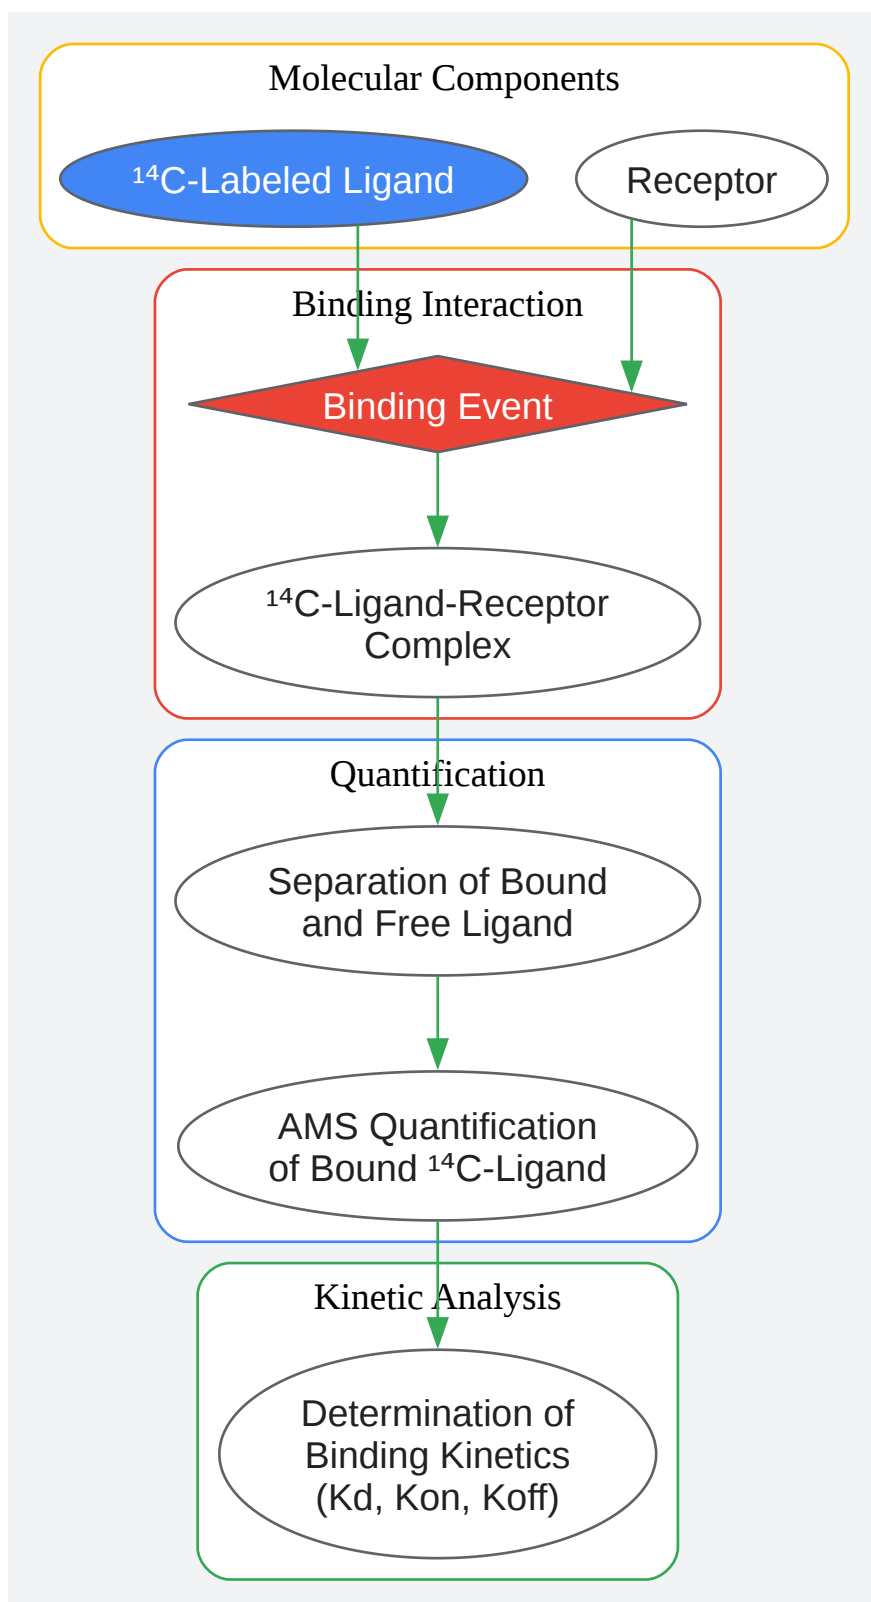 Molecular Components
¹⁴C-Labeled Ligand
Receptor
Binding Interaction
Binding Event
¹⁴C-Ligand-Receptor
Complex
Quantification
Separation of Bound
and Free Ligand
AMS Quantification
of Bound ¹⁴C-Ligand
Kinetic Analysis
Determination of
Binding Kinetics
(Kd, Kon, Koff)